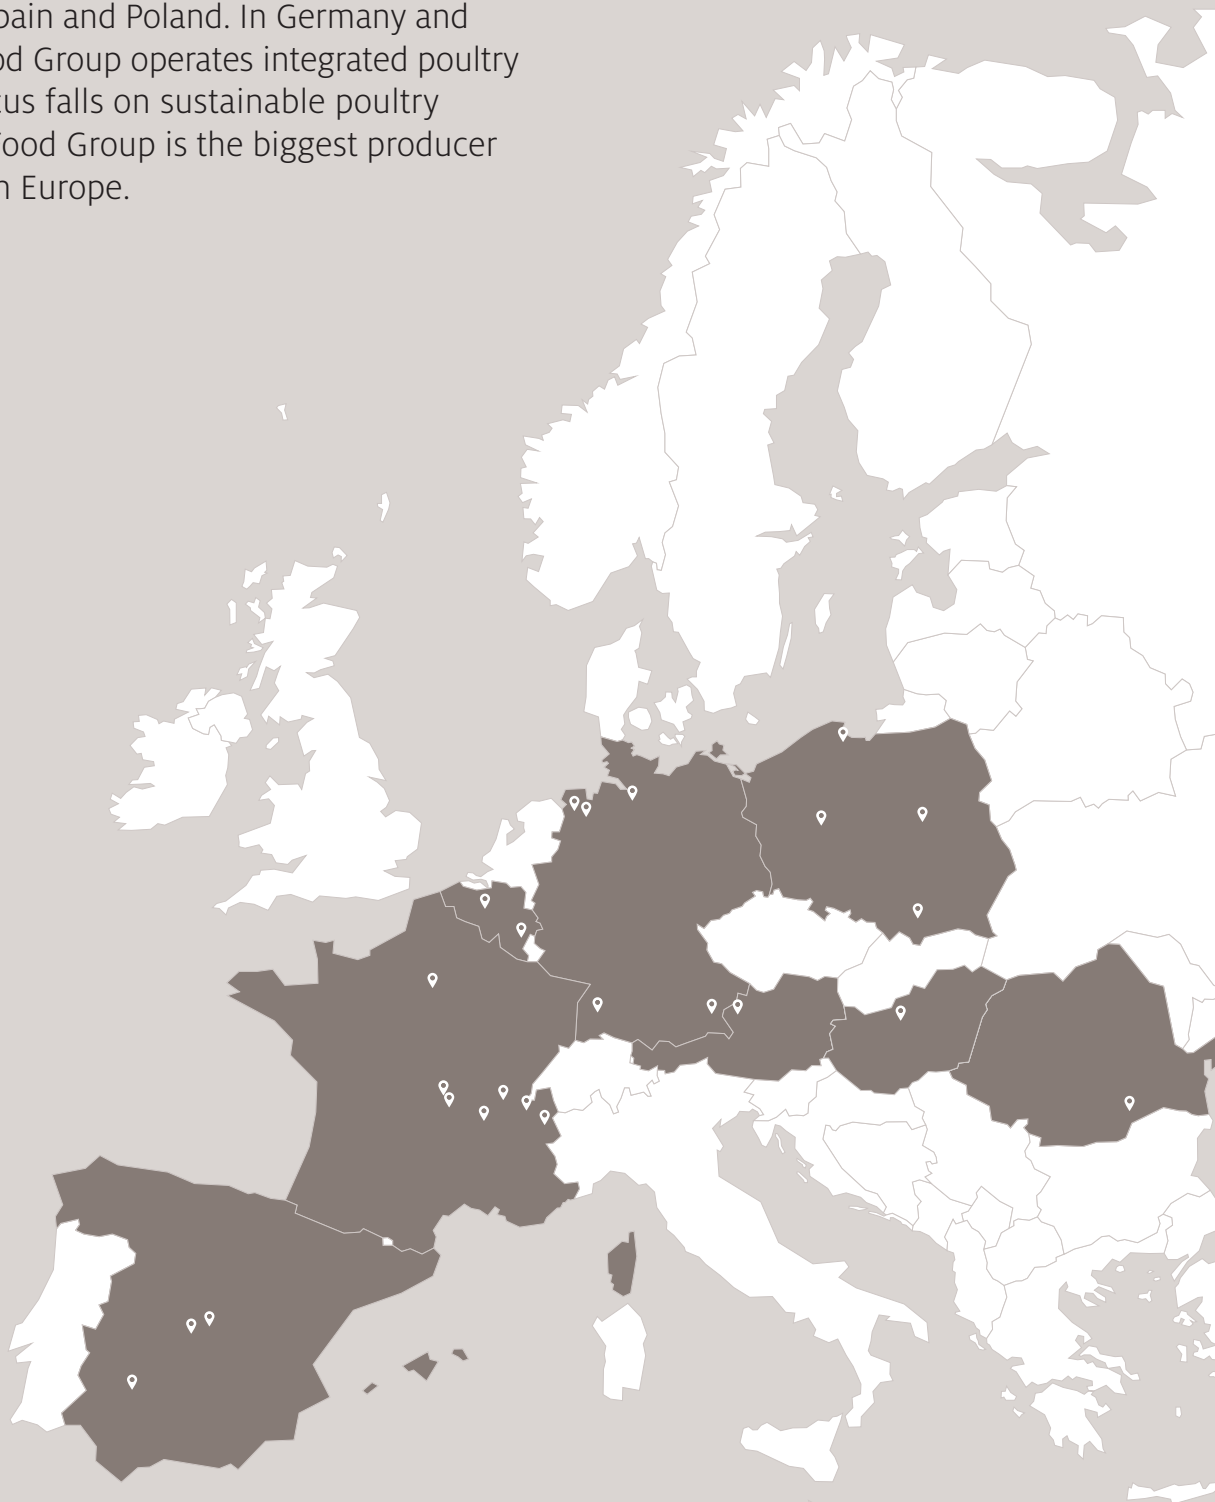 pain and Poland. In Germany and
od Group operates integrated poultry
cus falls on sustainable poultry
Food Group is the biggest producer
n Europe.